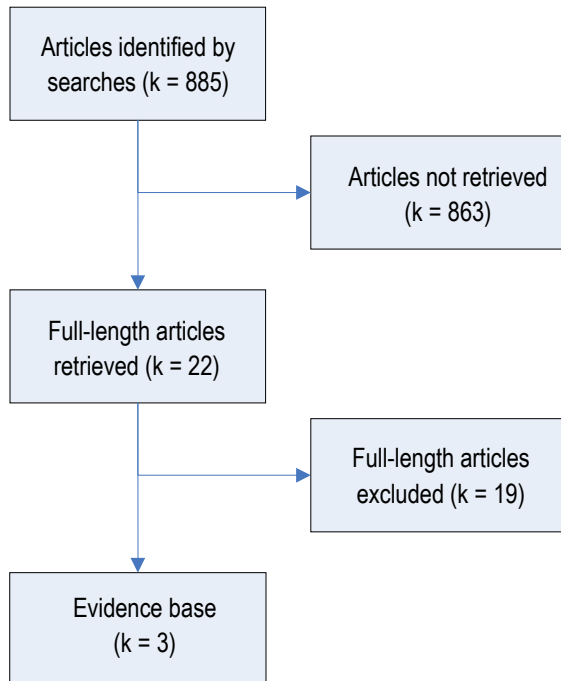 Articles identified by
searches (k = 885)
Articles not retrieved
(k = 863)
Full-length articles
retrieved (k = 22)
Full-length articles
excluded (k = 19)
Evidence base
(k = 3)